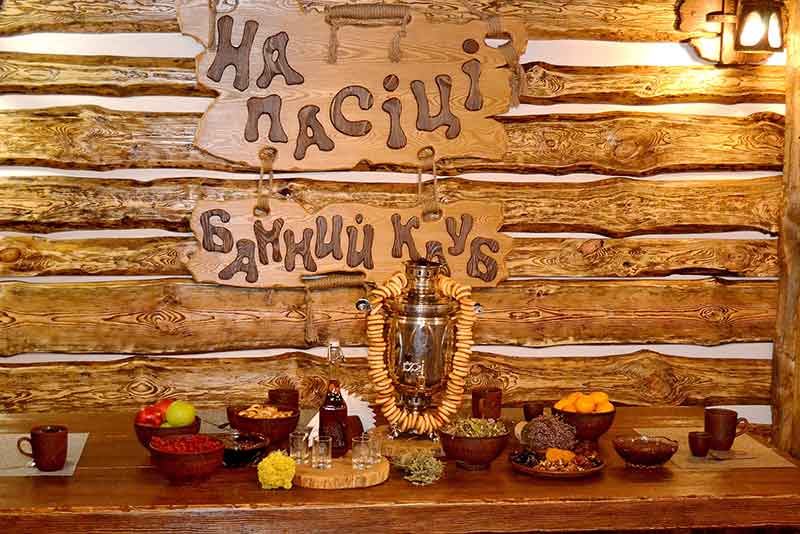 На
пасіці
Банний клуб